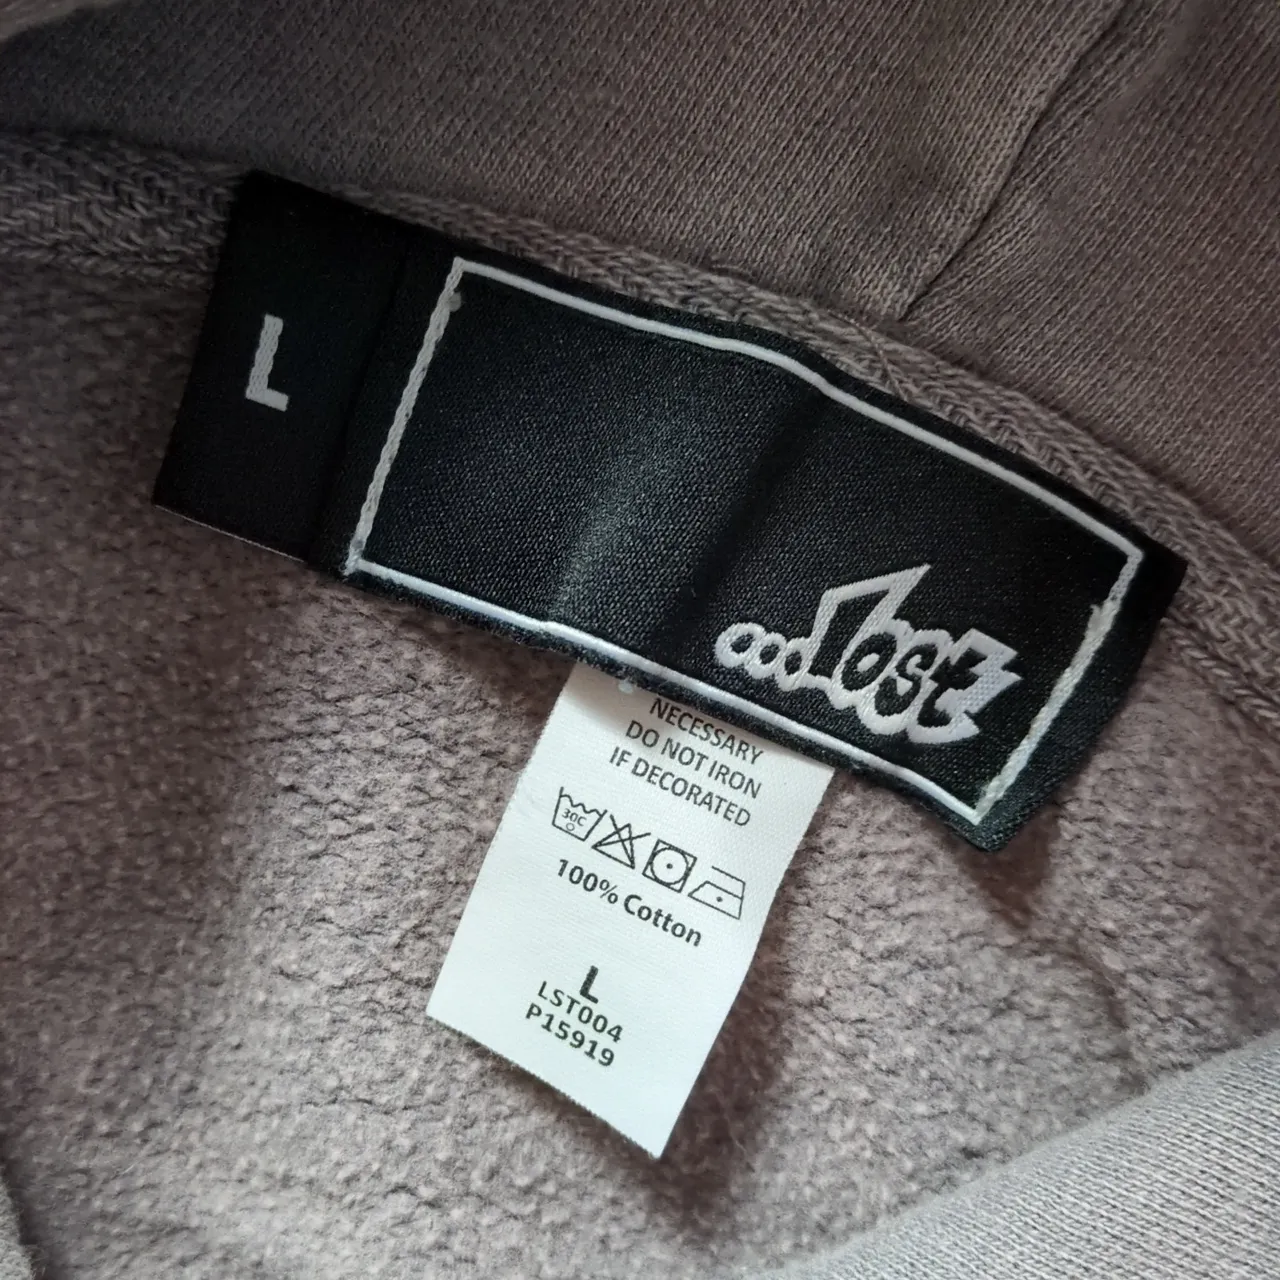 L
...Lost
NECESSARY
DO NOT IRON
IF DECORATED
30C
100% Cotton
L
LST004
P15919